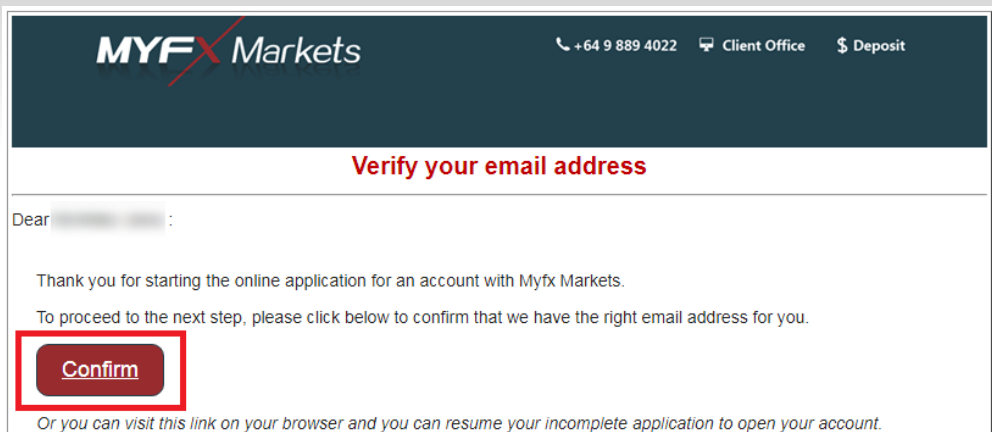 MYFX Markets
+64 9 889 4022 Client Office $ Deposit
Verify your email address
Dear :
Thank you for starting the online application for an account with Myfx Markets.
To proceed to the next step, please click below to confirm that we have the right email address for you.
Confirm
Or you can visit this link on your browser and you can resume your incomplete application to open your account.